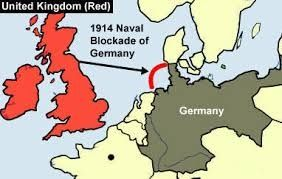 United Kingdom (Red)
1914 Naval
Blockade of
Germany
Germany